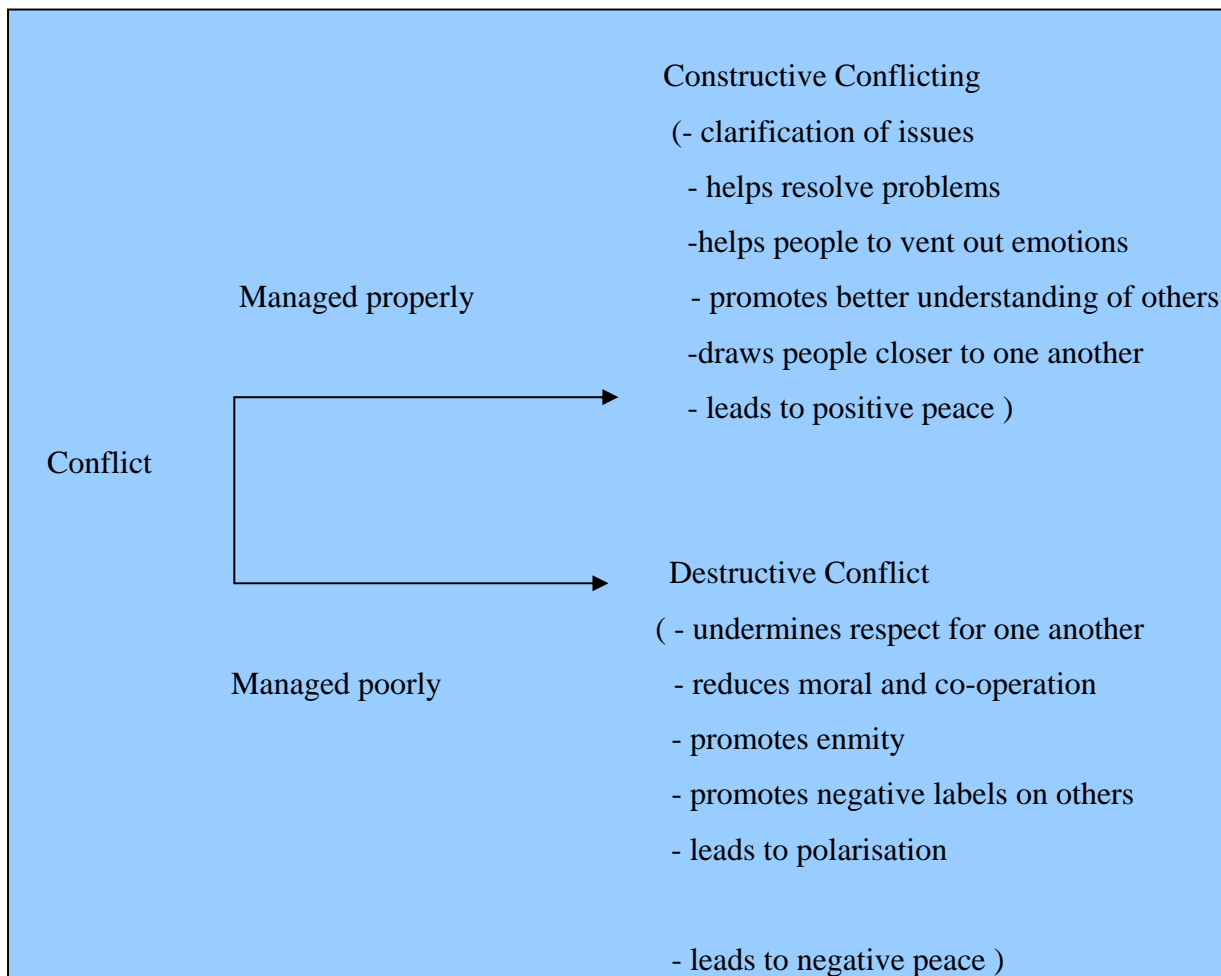 Constructive Conflicting
(- clarification of issues
- helps resolve problems
-helps people to vent out emotions
Managed properly
- promotes better understanding of others
-draws people closer to one another
- leads to positive peace )
Conflict
Destructive Conflict
( - undermines respect for one another
Managed poorly
- reduces moral and co-operation
- promotes enmity
- promotes negative labels on others
- leads to polarisation
- leads to negative peace )